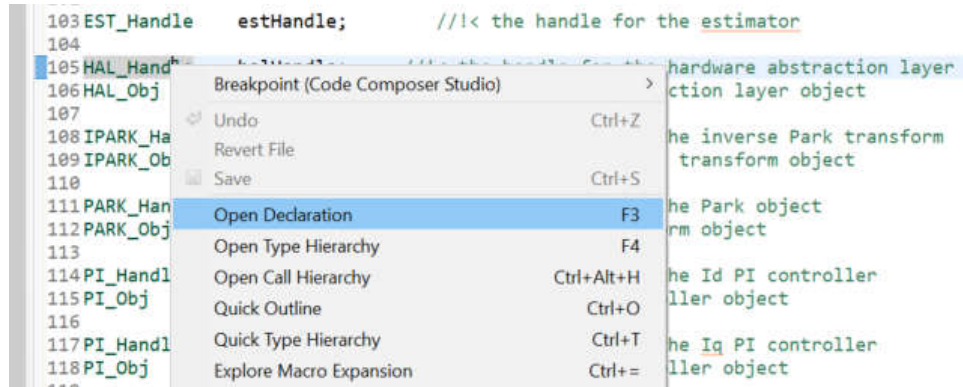 103 EST_Handle estHandle; //!< the handle for the estimator
104
105 HAL_Hand hardware abstraction layer
106 HAL_Obj ction layer object
107
108 IPARK_Ha he inverse Park transform
109 IPARK_Ob transform object
110
111 PARK_Han he Park object
112 PARK_Obj rm object
113
114 PI_Handl he Id PI controller
115 PI_Obj ller object
116
117 PI_Handl he Iq PI controller
118 PI_Obj ller object
Breakpoint (Code Composer Studio) >
Undo Ctrl+Z
Revert File
Save Ctrl+S
Open Declaration F3
Open Type Hierarchy F4
Open Call Hierarchy Ctrl+Alt+H
Quick Outline Ctrl+O
Quick Type Hierarchy Ctrl+T
Explore Macro Expansion Ctrl+=